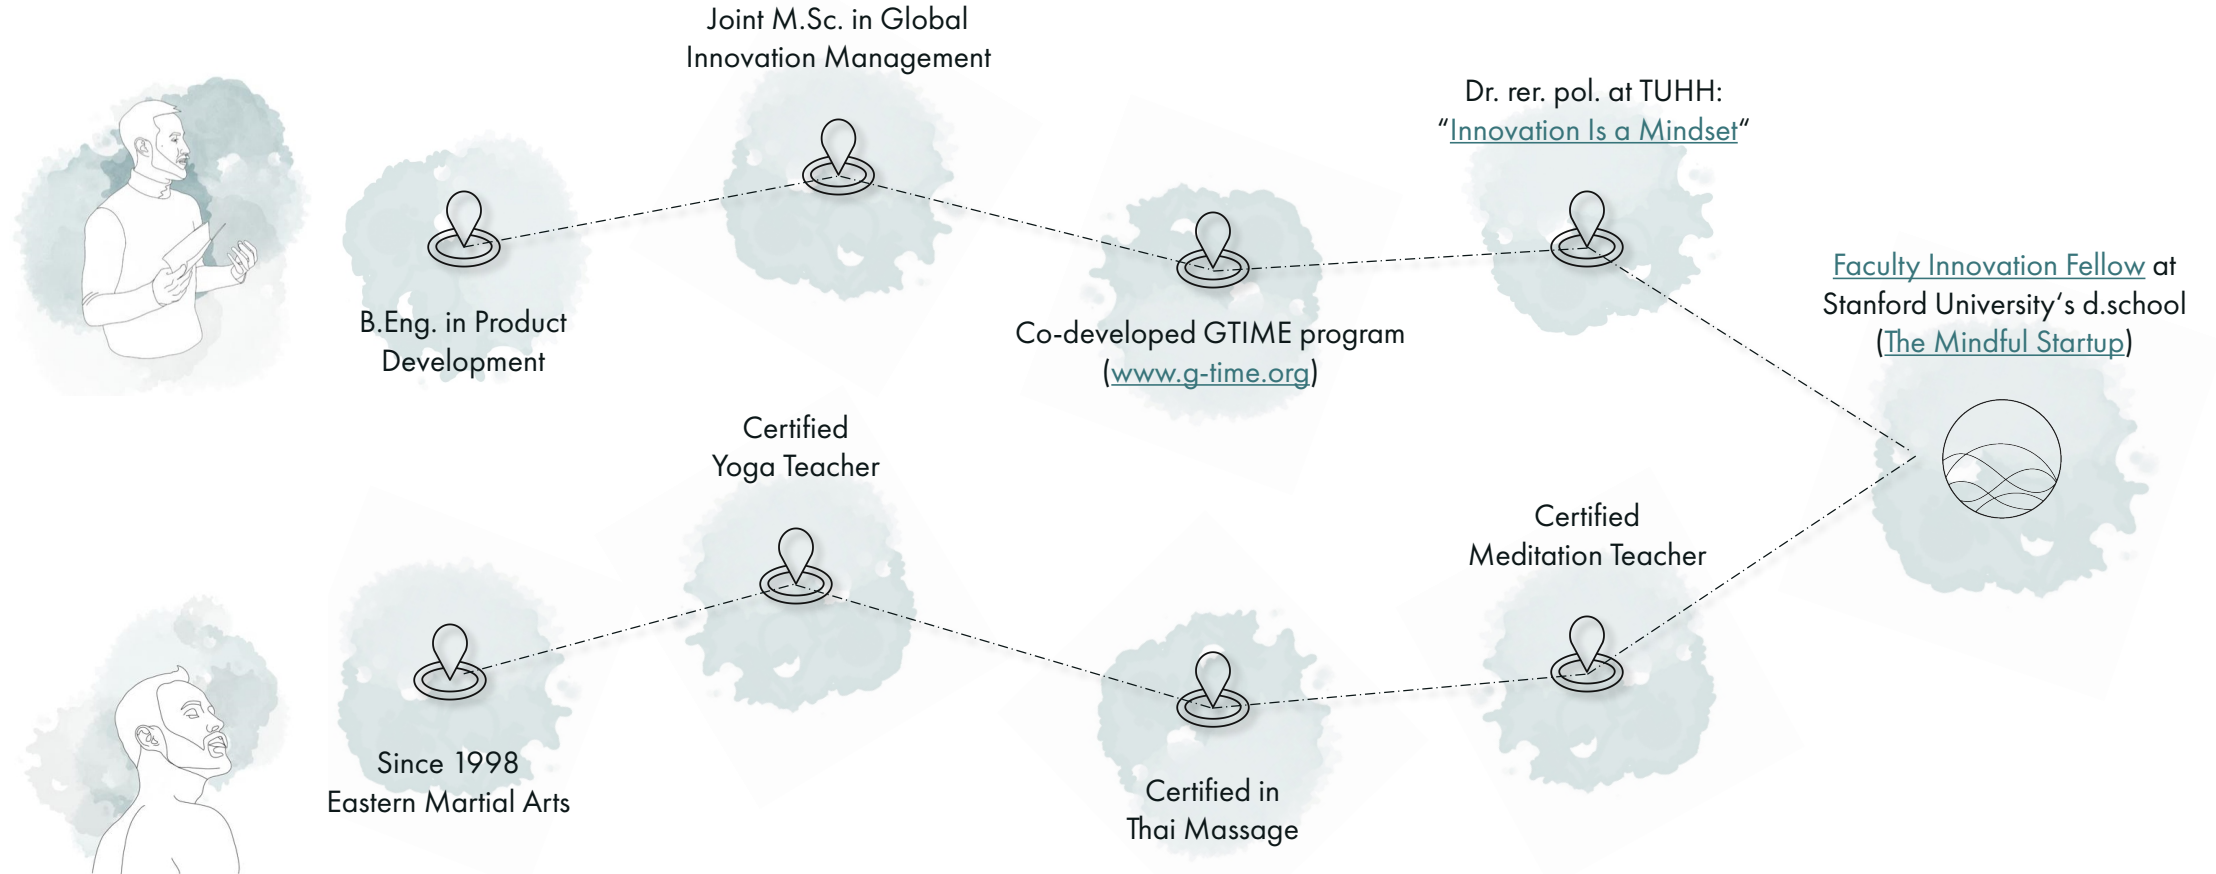 Joint M.Sc. in Global
Innovation Management
Dr. rer. pol. at TUHH:
“Innovation Is a Mindset“
B.Eng. in Product
Development
Co-developed GTIME program
(www.g-time.org)
Faculty Innovation Fellow at
Stanford University‘s d.school
(The Mindful Startup)
Certified
Yoga Teacher
Certified
Meditation Teacher
Since 1998
Eastern Martial Arts
Certified in
Thai Massage